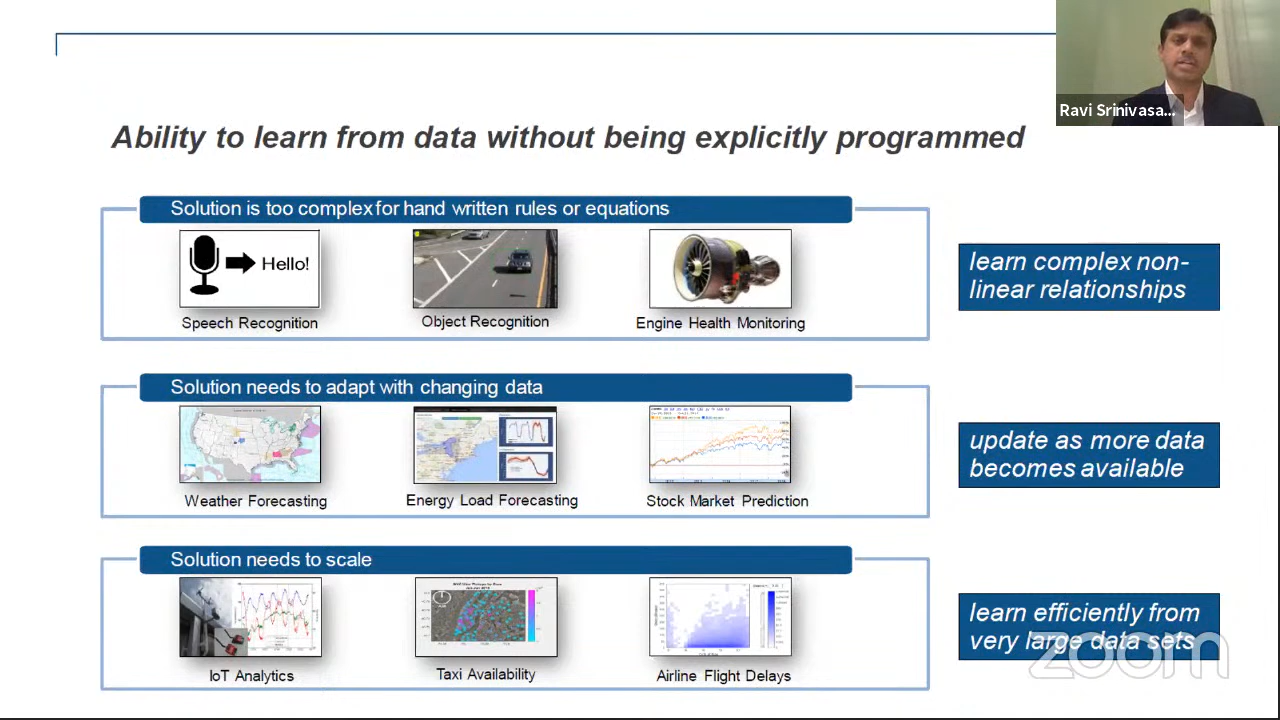 Ravi Srinivasa...
Ability to learn from data without being explicitly programmed
Solution is too complex for hand written rules or equations
Hello!
Speech Recognition
Object Recognition
Engine Health Monitoring
learn complex non-
linear relationships
Solution needs to adapt with changing data
Weather Forecasting
Energy Load Forecasting
Stock Market Prediction
update as more data
becomes available
Solution needs to scale
IoT Analytics
Taxi Availability
Airline Flight Delays
learn efficiently from
very large data sets
zoom